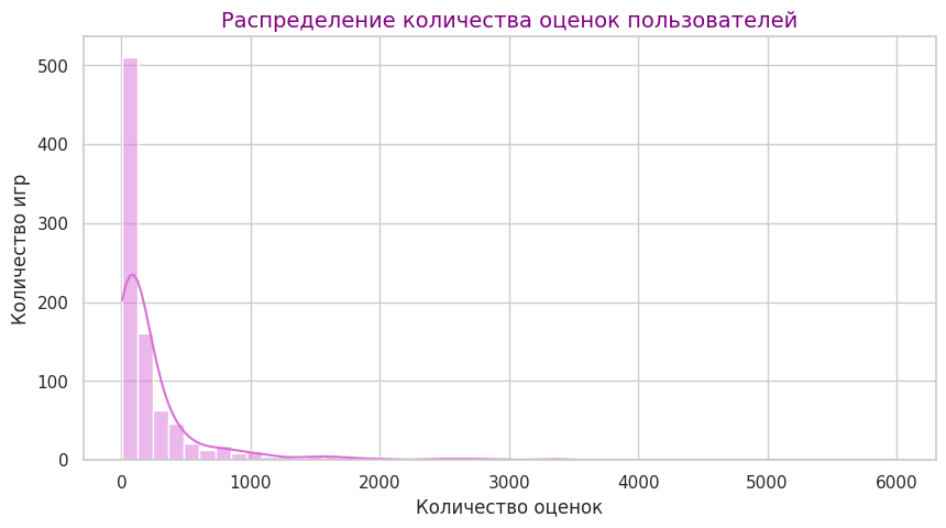 Распределение количества оценок пользователей
500
400
300
200
100
0
Количество игр
0 1000 2000 3000 4000 5000 6000
Количество оценок